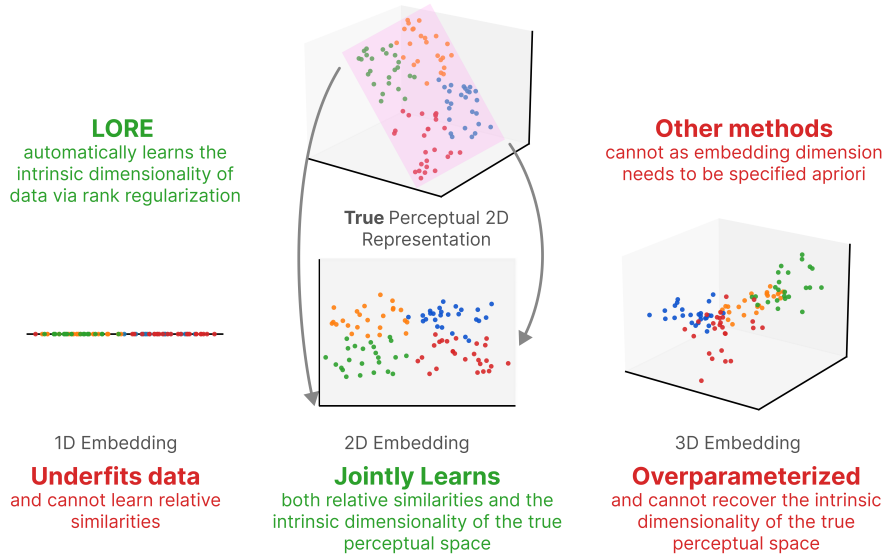 LORE
automatically learns the
intrinsic dimensionality of
data via rank regularization
Other methods
cannot as embedding dimension
needs to be specified apriori
True Perceptual 2D
Representation
1D Embedding
Underfits data
and cannot learn relative
similarities
2D Embedding
Jointly Learns
both relative similarities and the
intrinsic dimensionality of the true
perceptual space
3D Embedding
Overparameterized
and cannot recover the intrinsic
dimensionality of the true
perceptual space